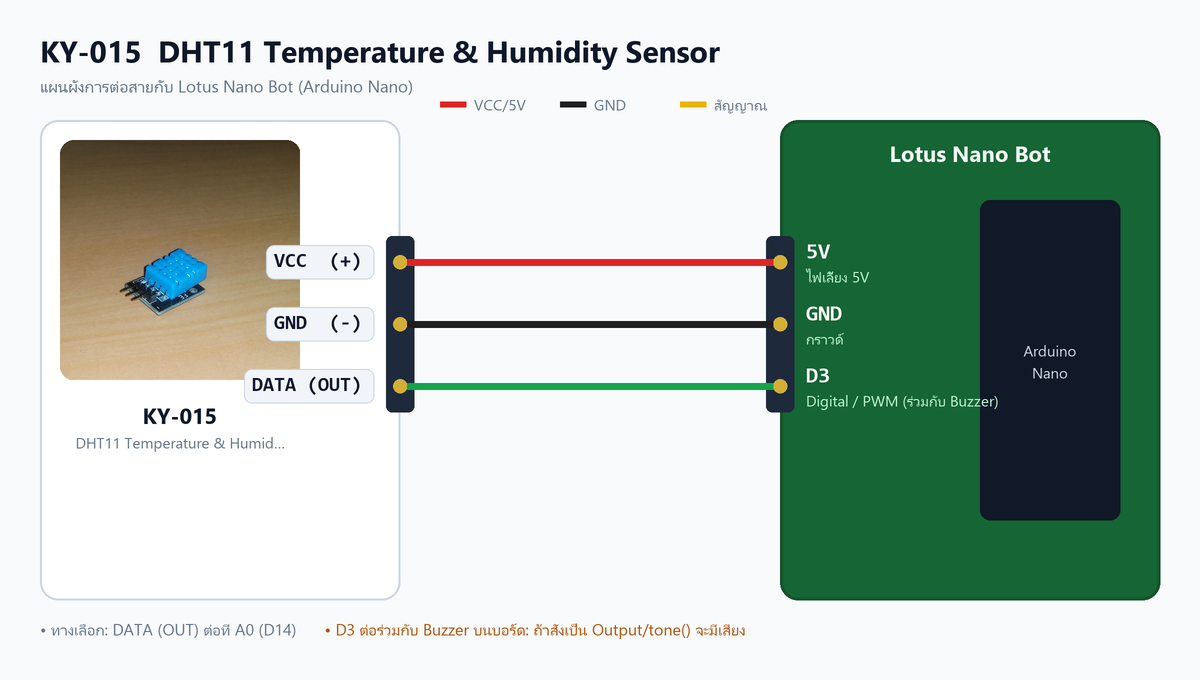 KY-015  DHT11 Temperature & Humidity Sensor
แผนผังการต่อสายกับ Lotus Nano Bot (Arduino Nano)
VCC/5V
GND
สัญญาณ
Lotus Nano Bot
VCC (+)
GND (-)
DATA (OUT)
KY-015
DHT11 Temperature & Humid...
5V
ไฟเลี้ยง 5V
GND
กราวด์
D3
Digital / PWM (ร่วมกับ Buzzer)
Arduino
Nano
• ทางเลือก: DATA (OUT) ต่อที่ A0 (D14)
• D3 ต่อร่วมกับ Buzzer บนบอร์ด: ถ้าสั่งเป็น Output/tone() จะมีเสียง